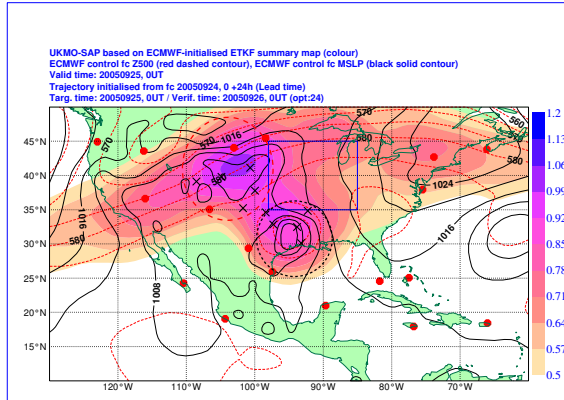 UKMO-SAP based on ECMWF-initialised ETKF summary map (colour)
ECMWF control fc Z500 (red dashed contour), ECMWF control fc MSLP (black solid contour)
Valid time: 20050925, 0UT
Trajectory initialised from fc 20050924, 0 +24h (Lead time)
Targ. time: 20050925, 0UT / Verif. time: 20050926, 0UT (opt:24)
570
560
1.2
45°N
570
1016
580
580
1.13
40°N
580
1.06
35°N
1024
0.99
1016
580
1016
0.92
30°N
0.85
25°N
1008
0.78
20°N
0.71
15°N
0.64
0.57
0.5
120°W
110°W
100°W
90°W
80°W
70°W